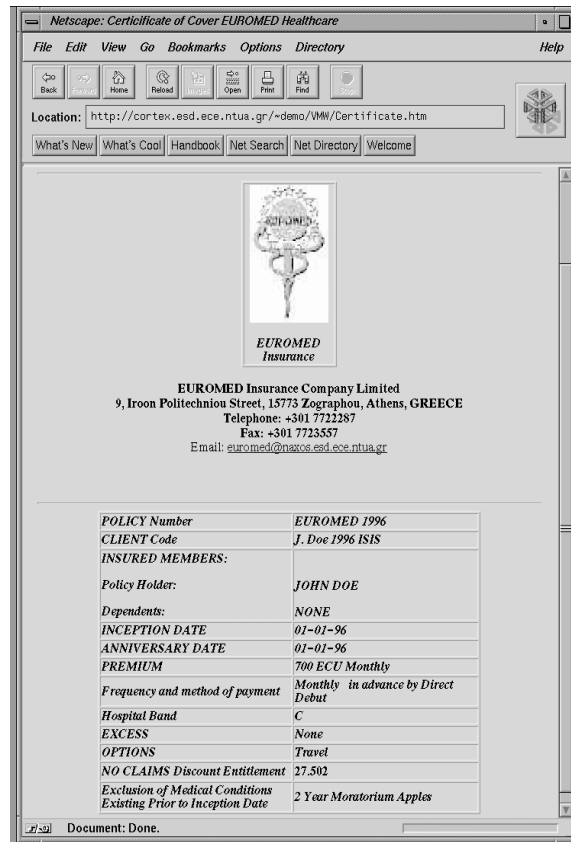 Netscape: Certicificate of Cover EUROMED Healthcare
File Edit View Go Bookmarks Options Directory Help
Back Forward Home Reload Images Open Print Find Stop
Location: http://cortex.esd.ece.ntua.gr/~demo/VMW/Certificate.htm
What's New What's Cool Handbook Net Search Net Directory Welcome
EUROMED
EUROMED
Insurance
EUROMED Insurance Company Limited
9, Iroon Politechniou Street, 15773 Zographou, Athens, GREECE
Telephone: +301 7722287
Fax: +301 7723557
Email: euromed@naxos.esd.ece.ntua.gr
POLICY Number EUROMED 1996
CLIENT Code J. Doe 1996 ISIS
INSURED MEMBERS:
Policy Holder: JOHN DOE
Dependents: NONE
INCEPTION DATE 01-01-96
ANNIVERSARY DATE 01-01-96
PREMIUM 700 ECU Monthly
Frequency and method of payment Monthly in advance by Direct
Debut
Hospital Band C
EXCESS None
OPTIONS Travel
NO CLAIMS Discount Entitlement 27.502
Exclusion of Medical Conditions
Existing Prior to Inception Date 2 Year Moratorium Apples
Document: Done.